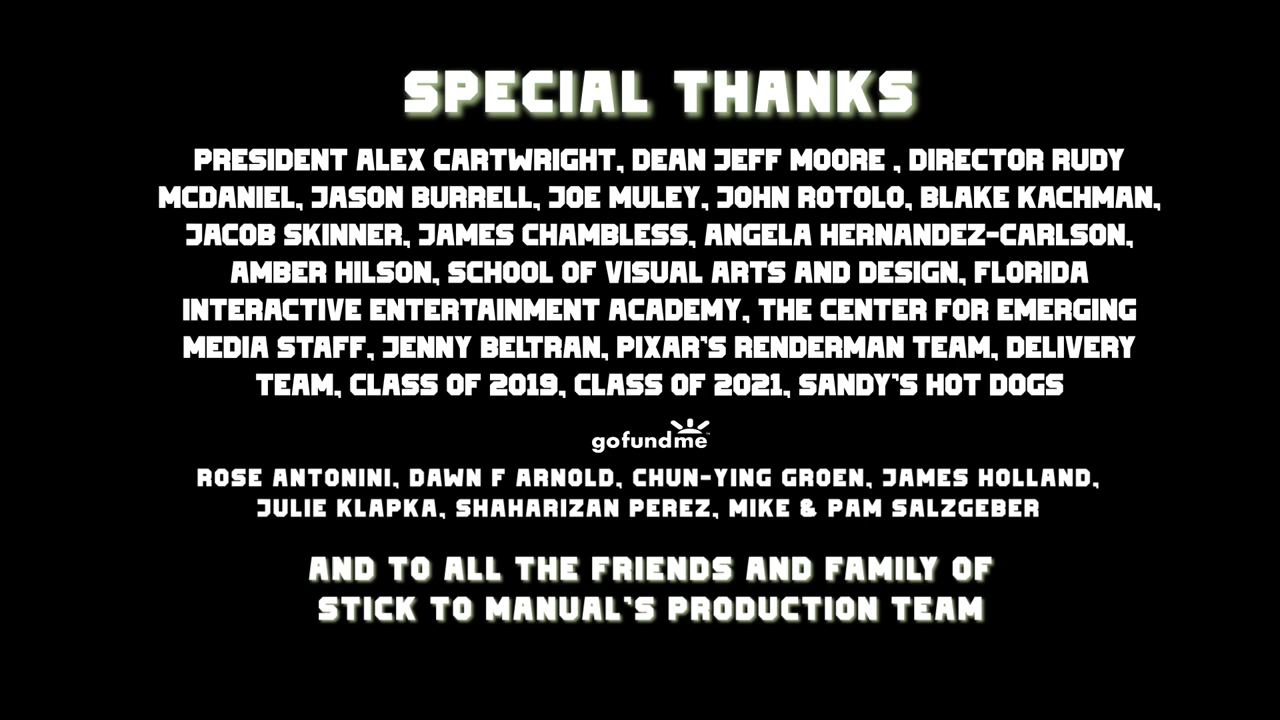 SPECIAL THANKS
PRESIDENT ALEX CARTWRIGHT, DEAN JEFF MOORE , DIRECTOR RUDY
MCDANIEL, JASON BURRELL, JOE MULEY, JOHN ROTOLO, BLAKE KACHMAN,
JACOB SKINNER, JAMES CHAMBLESS, ANGELA HERNANDEZ-CARLSON,
AMBER HILSON, SCHOOL OF VISUAL ARTS AND DESIGN, FLORIDA
INTERACTIVE ENTERTAINMENT ACADEMY, THE CENTER FOR EMERGING
MEDIA STAFF, JENNY BELTRAN, PIXAR'S RENDERMAN TEAM, DELIVERY
TEAM, CLASS OF 2019, CLASS OF 2021, SANDY'S HOT DOGS
gofundme™
ROSE ANTONINI, DAWN F ARNOLD, CHUN-YING GROEN, JAMES HOLLAND,
JULIE KLAPKA, SHAHARIZAN PEREZ, MIKE & PAM SALZGEBER
AND TO ALL THE FRIENDS AND FAMILY OF
STICK TO MANUAL'S PRODUCTION TEAM